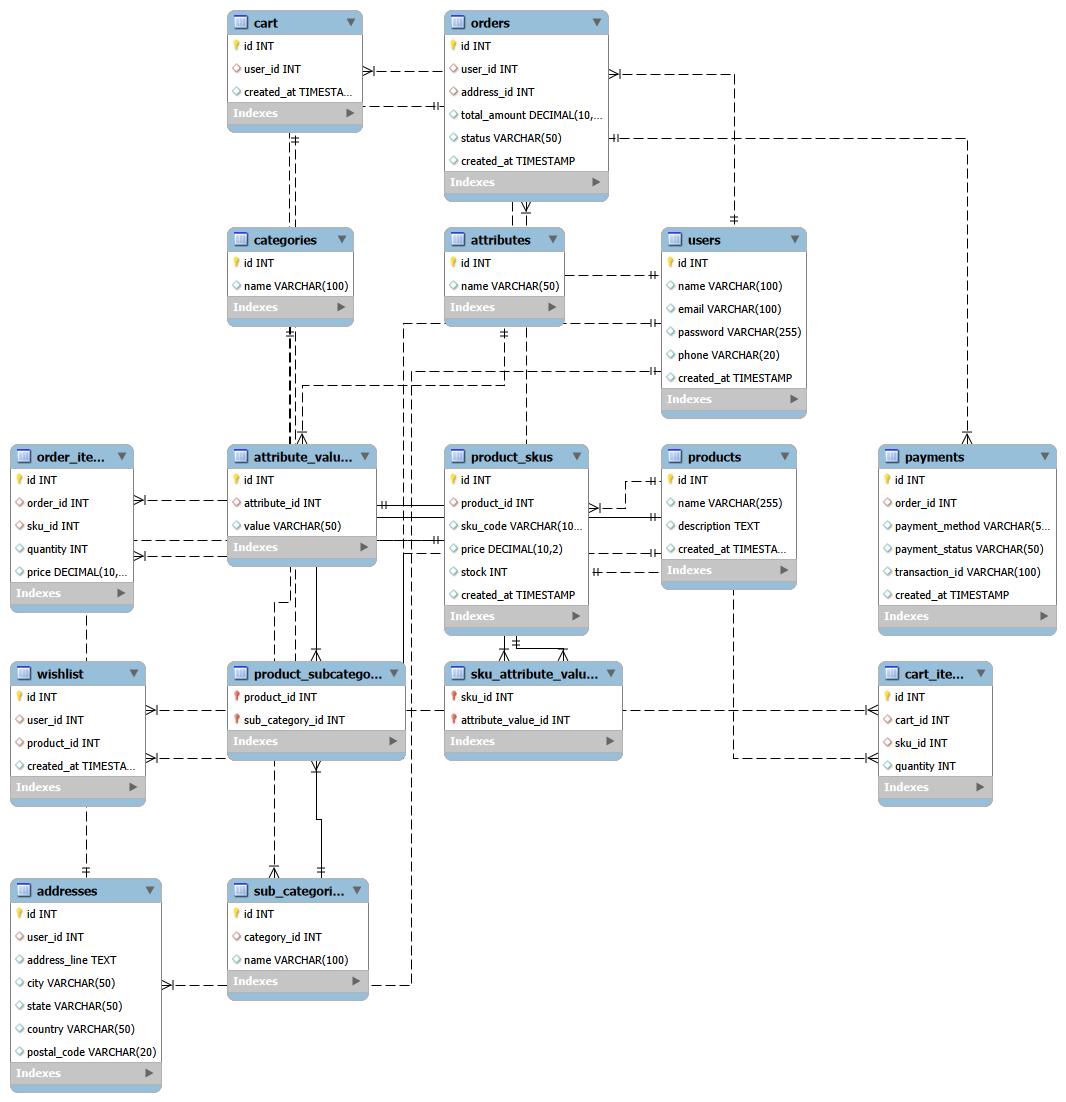 cart
id INT
user_id INT
created_at TIMESTA...
Indexes
orders
id INT
user_id INT
address_id INT
total_amount DECIMAL(10,...
status VARCHAR(50)
created_at TIMESTAMP
Indexes
categories
id INT
name VARCHAR(100)
Indexes
attributes
id INT
name VARCHAR(50)
Indexes
users
id INT
name VARCHAR(100)
email VARCHAR(100)
password VARCHAR(255)
phone VARCHAR(20)
created_at TIMESTAMP
Indexes
order_ite...
id INT
order_id INT
sku_id INT
quantity INT
price DECIMAL(10,...
Indexes
attribute_valu...
id INT
attribute_id INT
value VARCHAR(50)
Indexes
product_skus
id INT
product_id INT
sku_code VARCHAR(10...
price DECIMAL(10,2)
stock INT
created_at TIMESTAMP
Indexes
products
id INT
name VARCHAR(255)
description TEXT
created_at TIMESTA...
Indexes
payments
id INT
order_id INT
payment_method VARCHAR(5...
payment_status VARCHAR(50)
transaction_id VARCHAR(100)
created_at TIMESTAMP
Indexes
wishlist
id INT
user_id INT
product_id INT
created_at TIMESTA...
Indexes
product_subcatego...
product_id INT
sub_category_id INT
Indexes
sku_attribute_valu...
sku_id INT
attribute_value_id INT
Indexes
cart_ite...
id INT
cart_id INT
sku_id INT
quantity INT
Indexes
addresses
id INT
user_id INT
address_line TEXT
city VARCHAR(50)
state VARCHAR(50)
country VARCHAR(50)
postal_code VARCHAR(20)
Indexes
sub_categori...
id INT
category_id INT
name VARCHAR(100)
Indexes